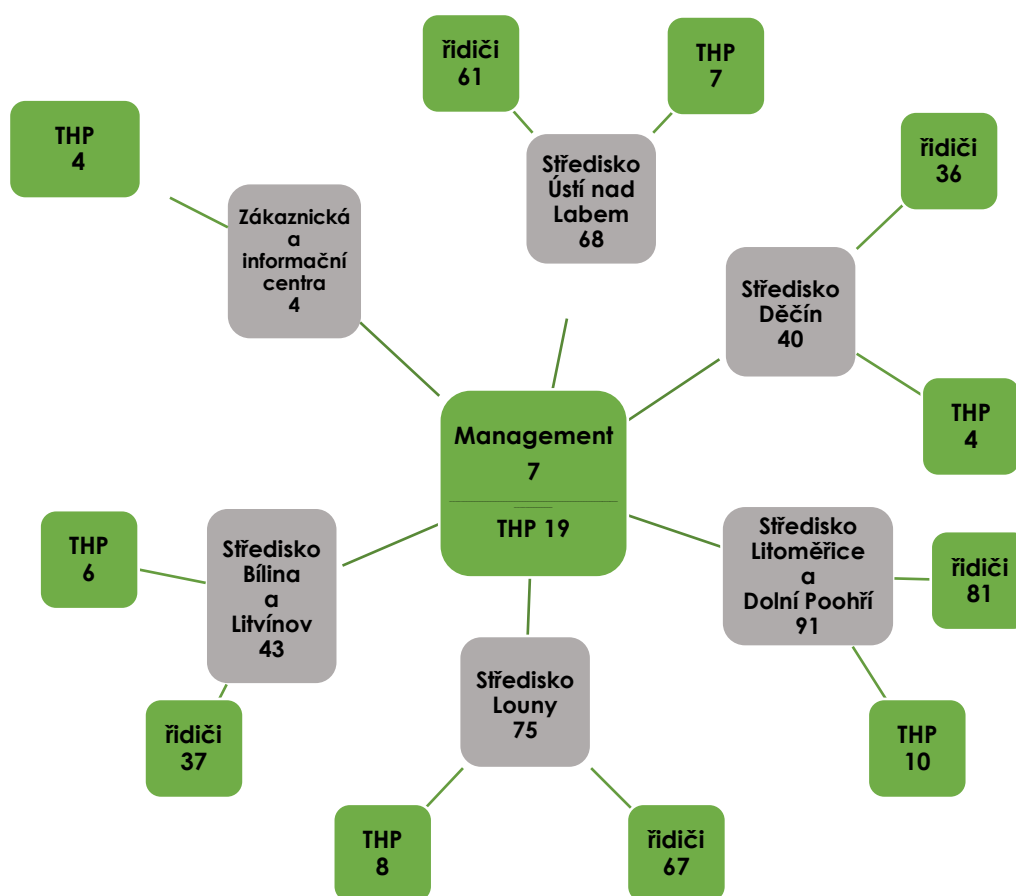 řidiči
61
THP
7
THP
4
Středisko
Ústí nad
Labem
68
řidiči
36
Zákaznická
a
informační
centra
4
Středisko
Děčín
40
THP
4
Management
7
THP 19
Středisko
Litoměřice
a
Dolní Poohří
91
řidiči
81
THP
10
THP
6
Středisko
Bílina
a
Litvínov
43
řidiči
37
Středisko
Louny
75
THP
8
řidiči
67